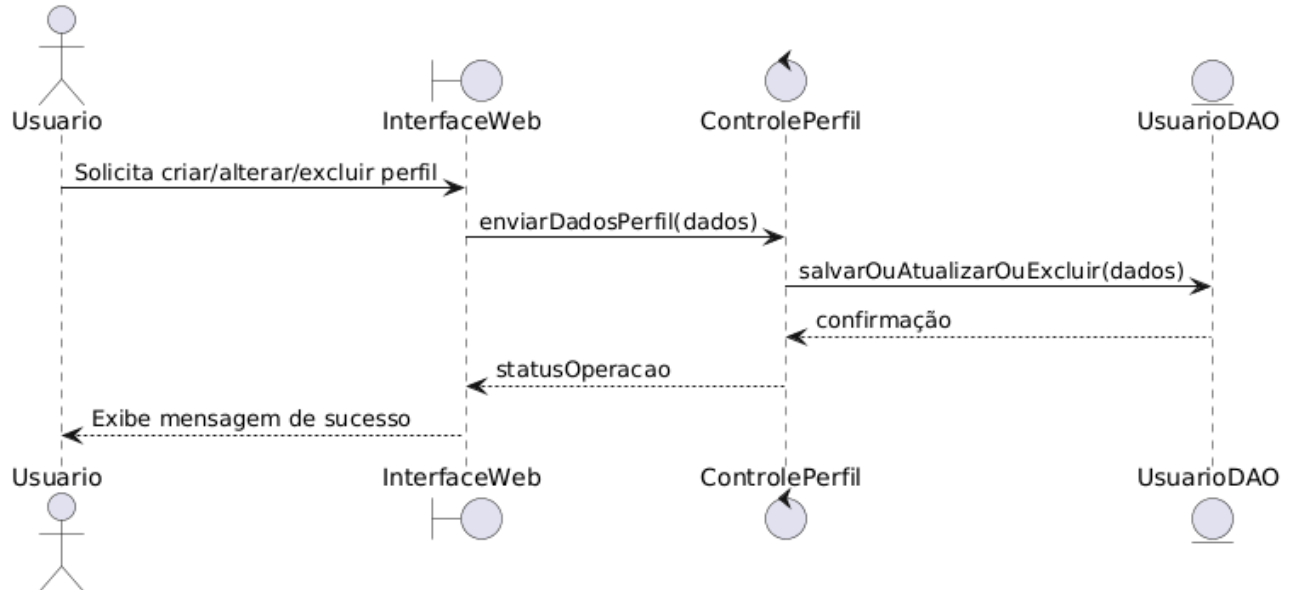 Usuario
InterfaceWeb
ControlePerfil
UsuarioDAO
Solicita criar/alterar/excluir perfil
enviarDadosPerfil(dados)
salvarOuAtualizarOuExcluir(dados)
confirmação
statusOperacao
Exibe mensagem de sucesso
Usuario
InterfaceWeb
ControlePerfil
UsuarioDAO